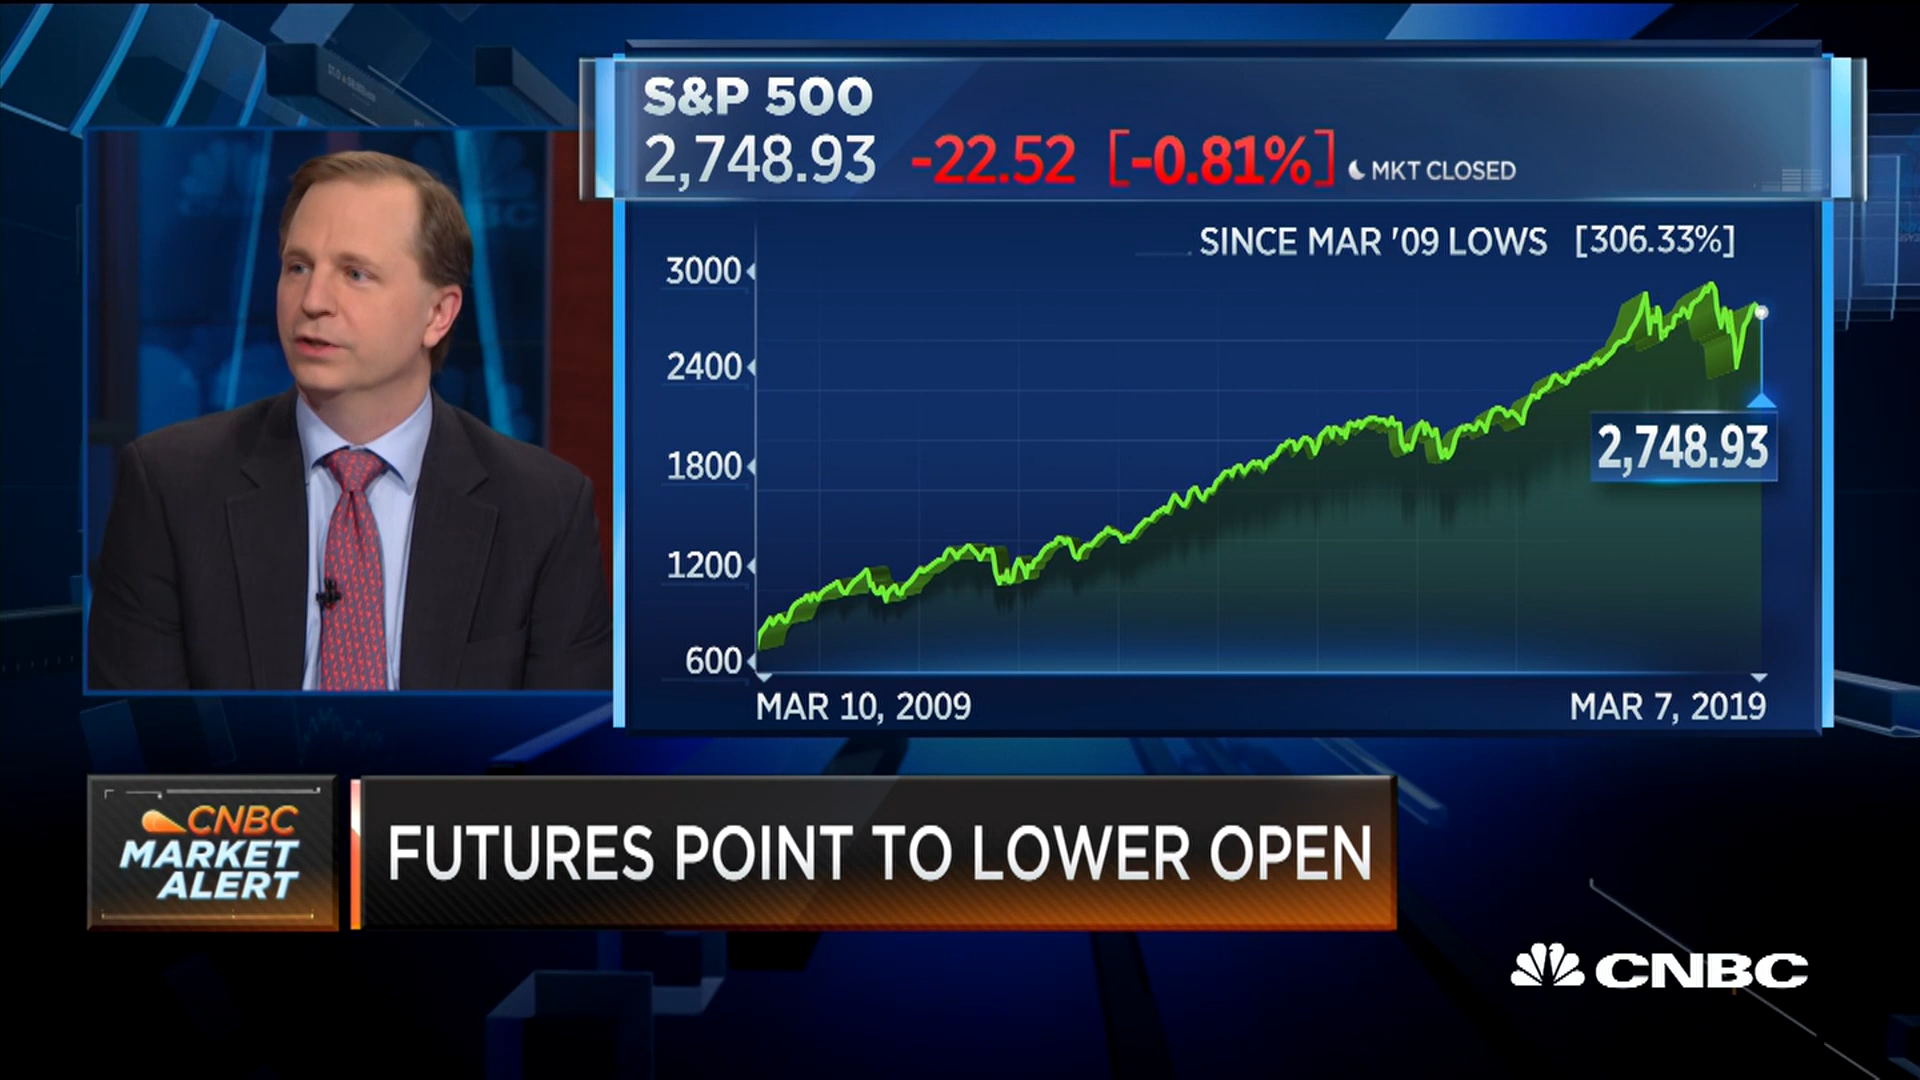 S&P 500
2,748.93 -22.52 [-0.81%] MKT CLOSED
SINCE MAR '09 LOWS [306.33%]
3000
2400
1800
1200
600
2,748.93
MAR 10, 2009 MAR 7, 2019
CNBC
MARKET
ALERT
FUTURES POINT TO LOWER OPEN
CNBC